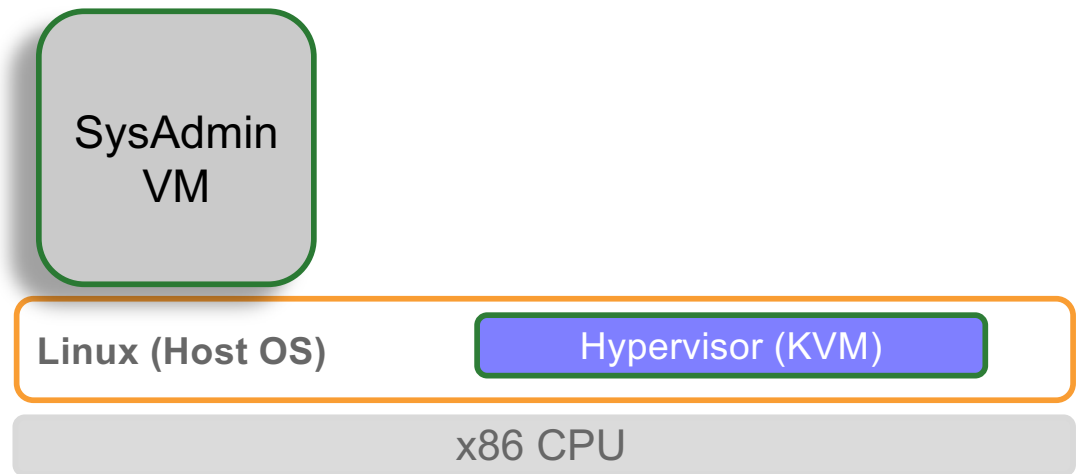 SysAdmin
VM
Linux (Host OS)
Hypervisor (KVM)
x86 CPU